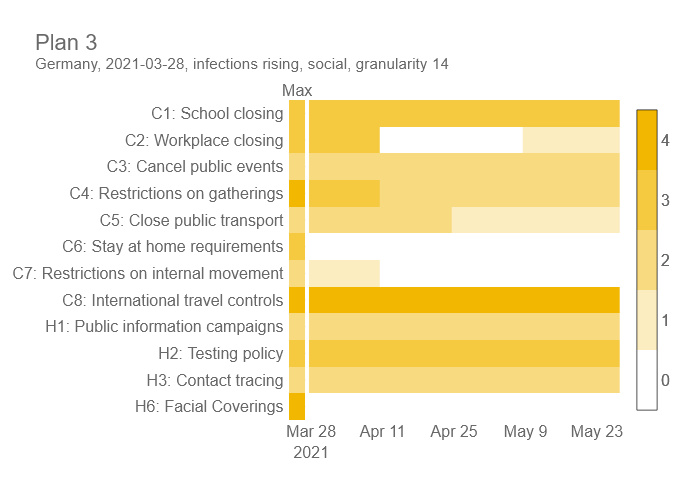 Plan 3
Germany, 2021-03-28, infections rising, social, granularity 14
Max
C1: School closing
C2: Workplace closing
C3: Cancel public events
C4: Restrictions on gatherings
C5: Close public transport
C6: Stay at home requirements
C7: Restrictions on internal movement
C8: International travel controls
H1: Public information campaigns
H2: Testing policy
H3: Contact tracing
H6: Facial Coverings
Mar 28 Apr 11 Apr 25 May 9 May 23
2021
4
3
2
1
0